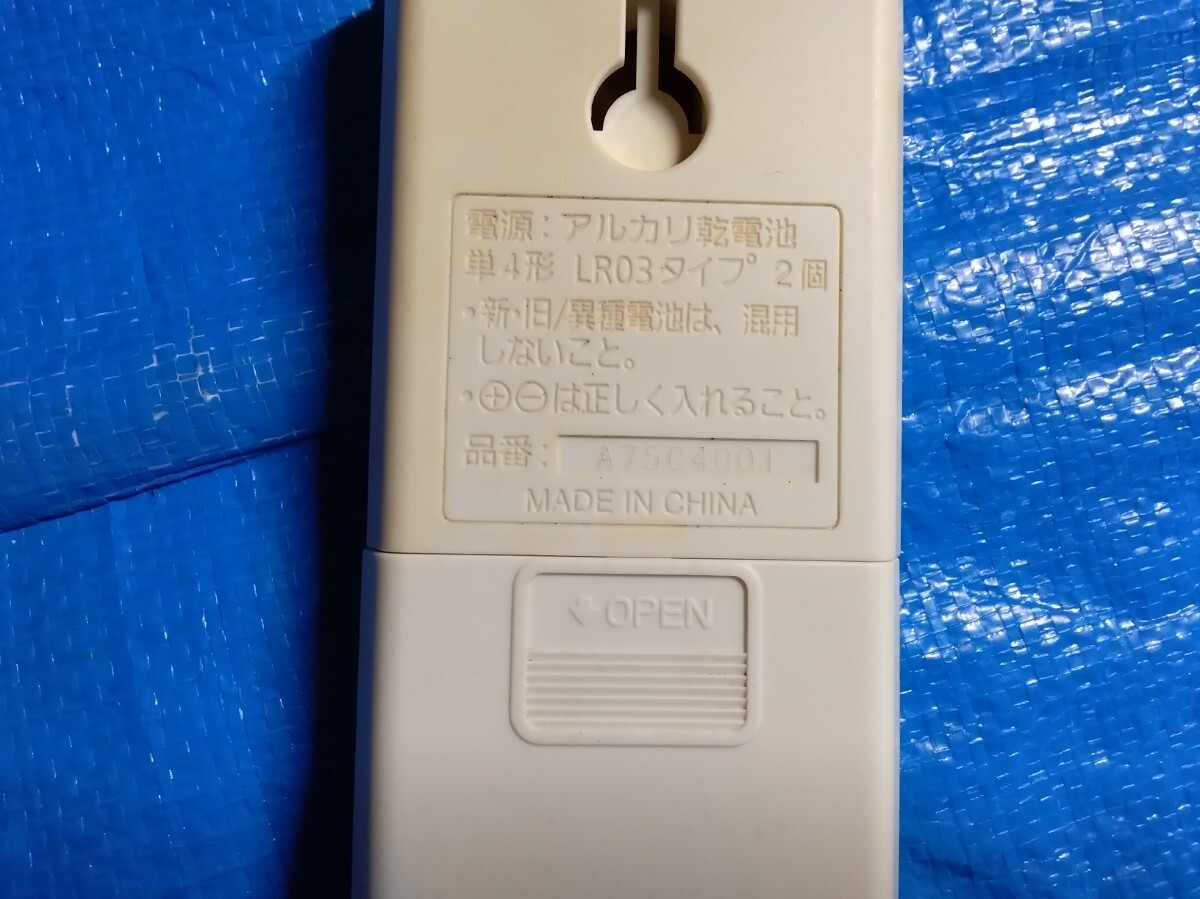 電源：アルカリ乾電池
単4形 LR03タイプ 2個
・新・旧/異種電池は、混用
しないこと。
・⊕⊖は正しく入れること。
品番： A75C4001
MADE IN CHINA
OPEN